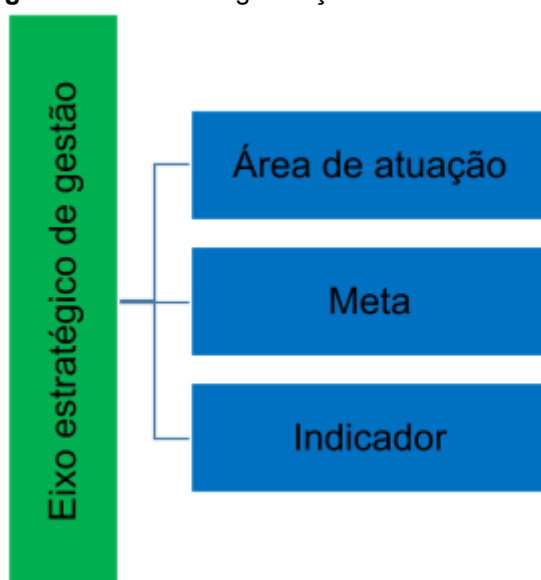 Eixo estratégico de gestão
Área de atuação
Meta
Indicador